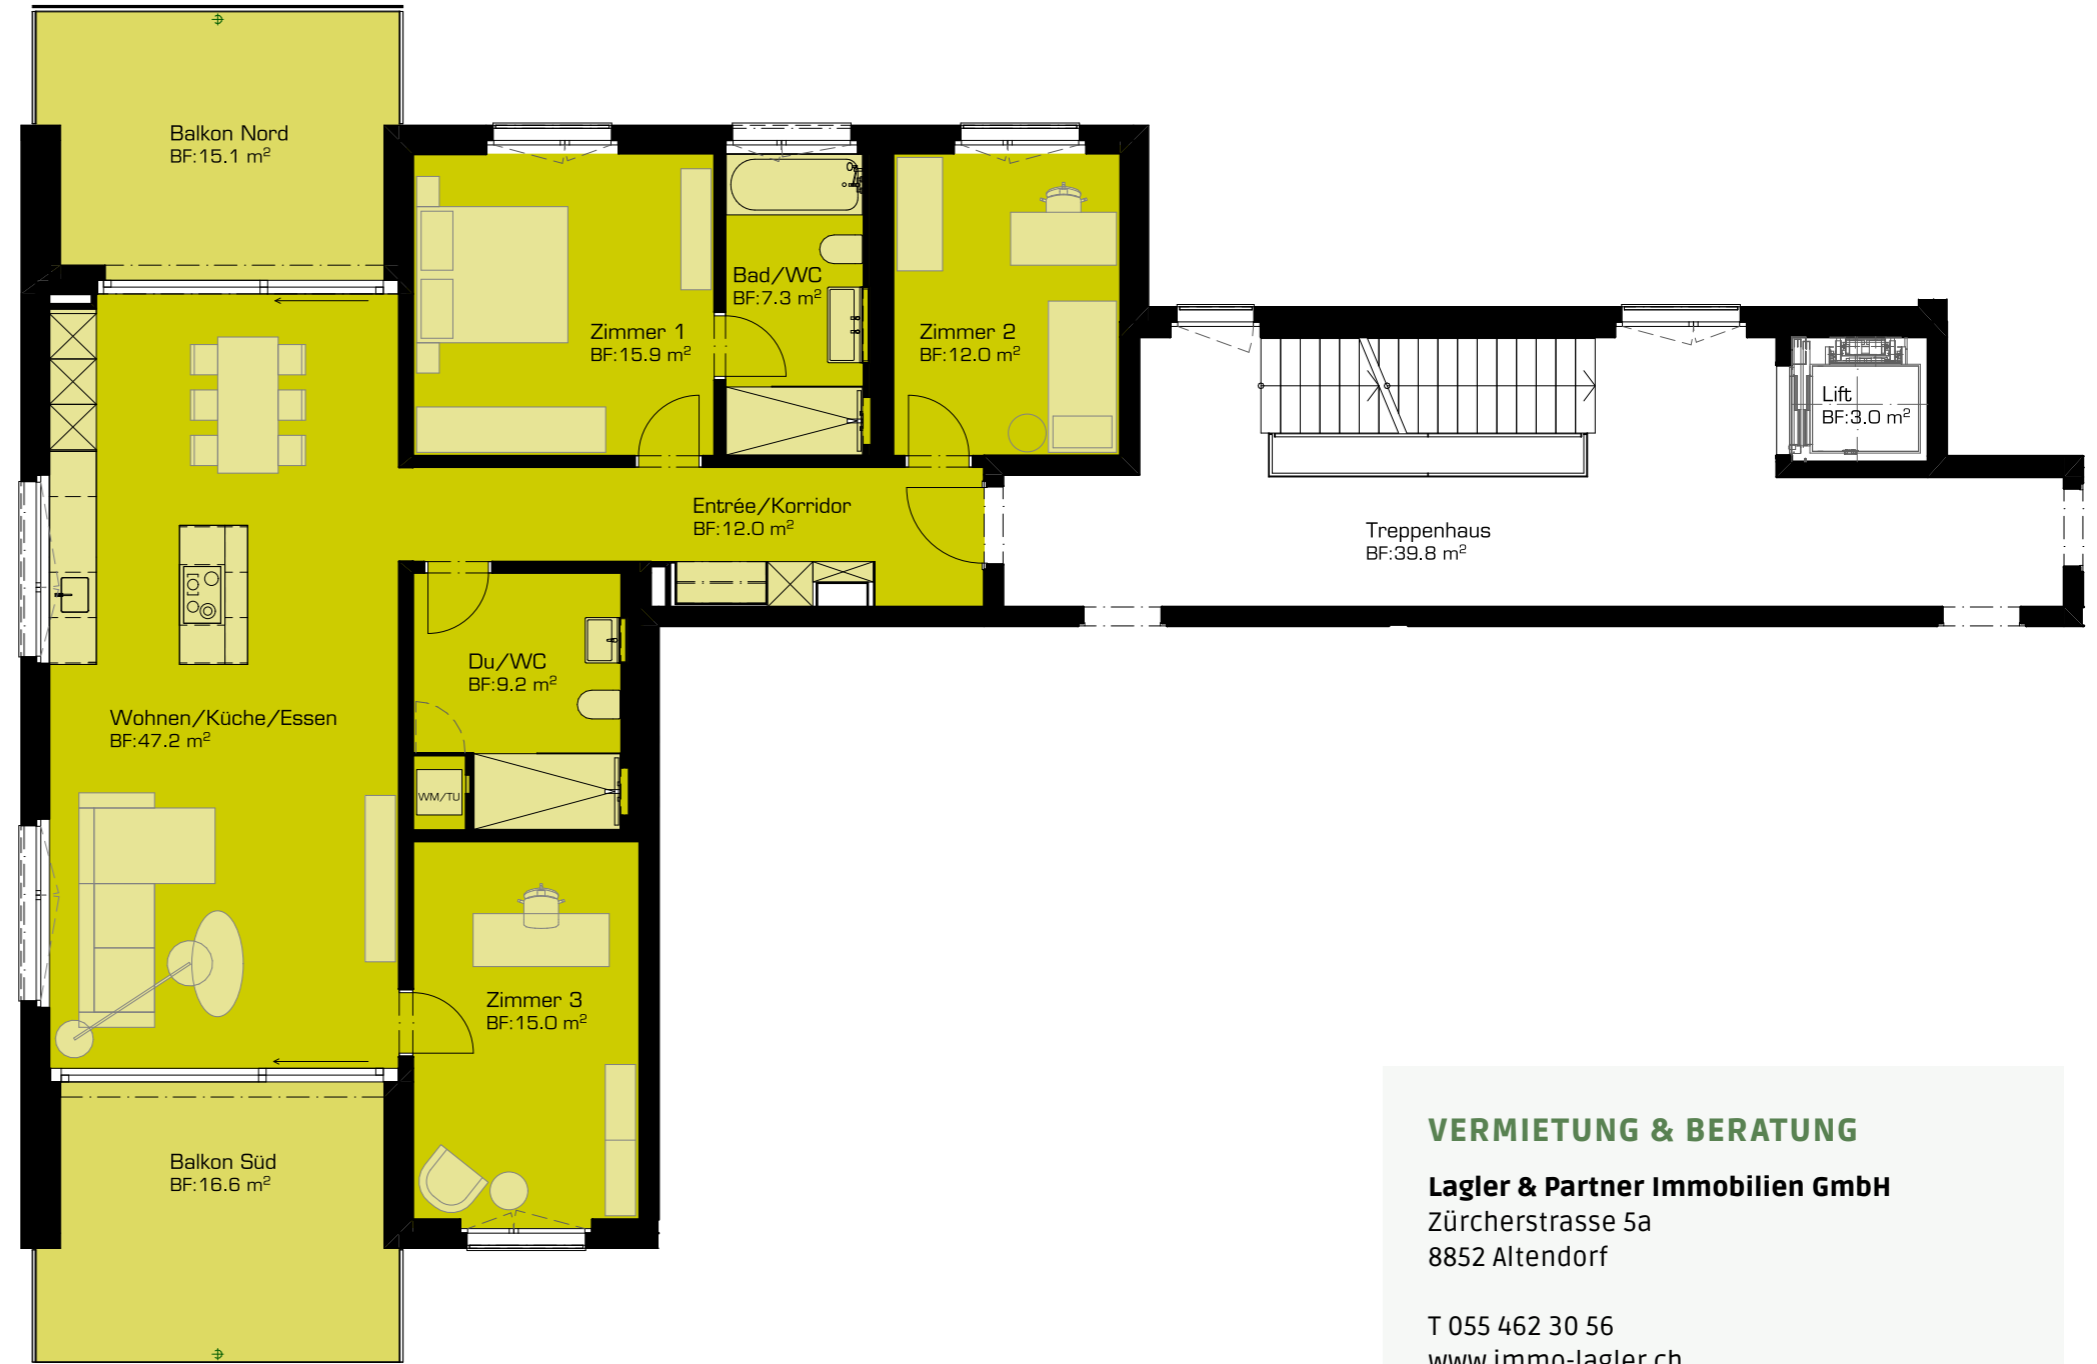 Balkon Nord
BF:15.1 m²
Zimmer 1
BF:15.9 m²
Bad/WC
BF:7.3 m²
Zimmer 2
BF:12.0 m²
Lift
BF:3.0 m²
Entrée/Korridor
BF:12.0 m²
Treppenhaus
BF:39.8 m²
Du/WC
BF:9.2 m²
Wohnen/Küche/Essen
BF:47.2 m²
WM/TU
Zimmer 3
BF:15.0 m²
Balkon Süd
BF:16.6 m²
VERMIETUNG & BERATUNG
Lagler & Partner Immobilien GmbH
Zürcherstrasse 5a
8852 Altendorf
T 055 462 30 56
www.immo-lagler.ch